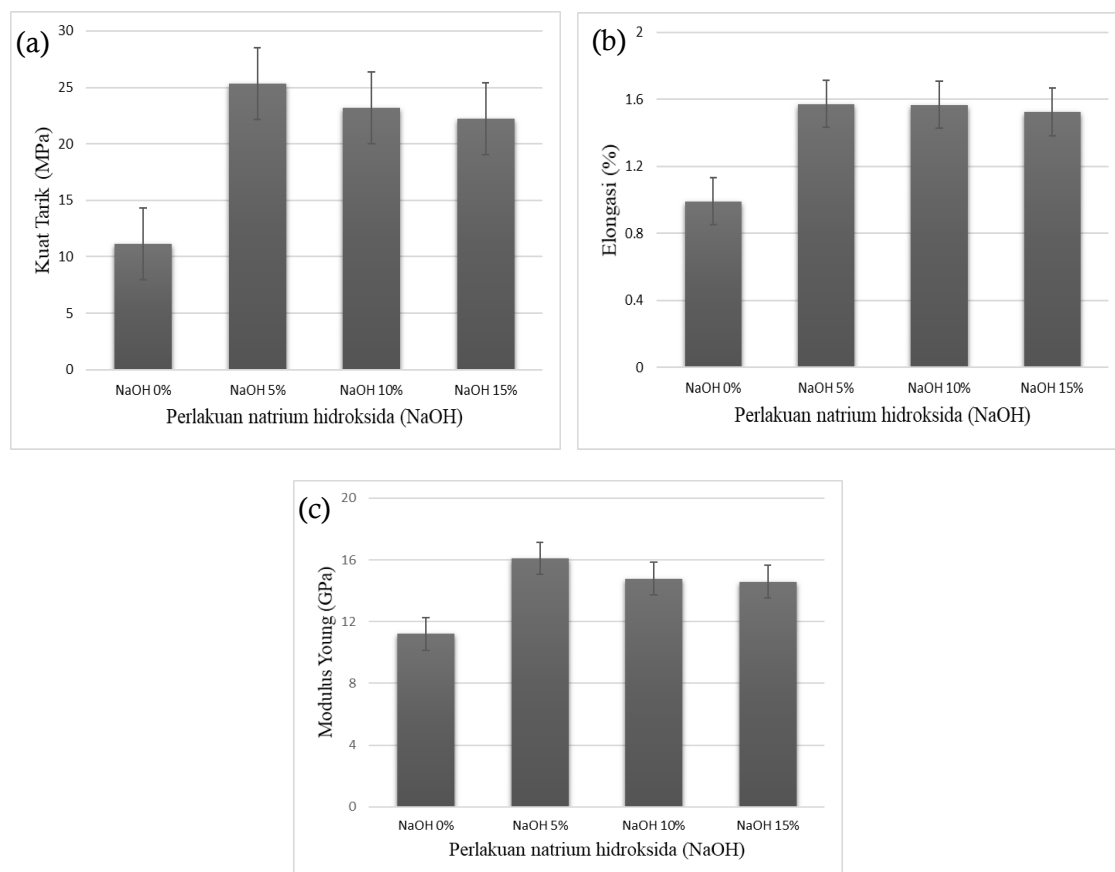 (a)
Kuat Tarik (MPa)
30
25
20
15
10
5
0
NaOH 0% NaOH 5% NaOH 10% NaOH 15%
Perlakuan natrium hidroksida (NaOH)
(b)
Elongasi (%)
2
1.6
1.2
0.8
0.4
0
NaOH 0% NaOH 5% NaOH 10% NaOH 15%
Perlakuan natrium hidroksida (NaOH)
(c)
Modulus Young (GPa)
20
16
12
8
4
0
NaOH 0% NaOH 5% NaOH 10% NaOH 15%
Perlakuan natrium hidroksida (NaOH)